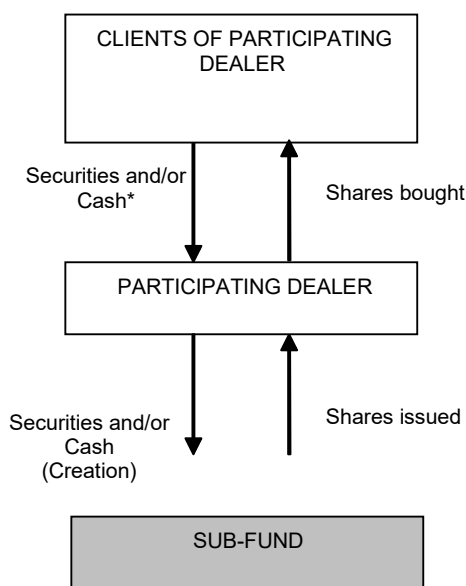 CLIENTS OF PARTICIPATING
DEALER
Securities and/or
Cash*
Shares bought
PARTICIPATING DEALER
Securities and/or
Cash
(Creation)
Shares issued
SUB-FUND